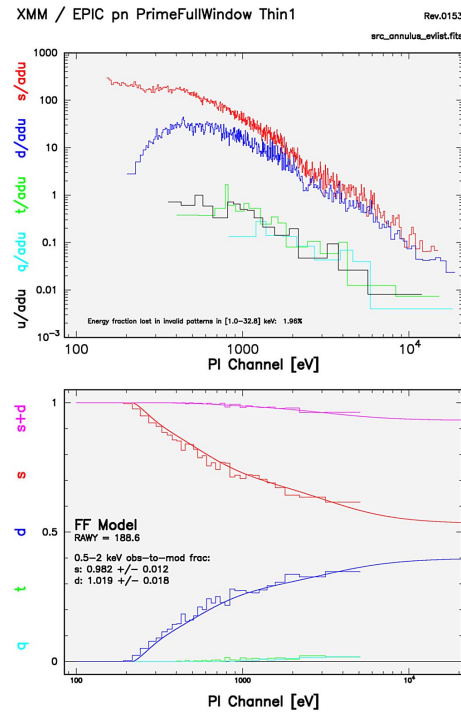 XMM / EPIC pn PrimeFullWindow Thin1
Rev.0153
src_annulus_evlist.fits
u/adu q/adu t/adu d/adu s/adu
1000
100
10
1
0.1
0.01
10−3
Energy fraction lost in invalid patterns in [1.0−32.8] keV: 1.96%
100 1000 10⁴
PI Channel [eV]
q t d s s+d
1
0.5
0
FF Model
RAWY = 188.6
0.5−2 keV obs−to−mod frac:
s: 0.982 +/− 0.012
d: 1.019 +/− 0.018
100 1000 10⁴
PI Channel [eV]